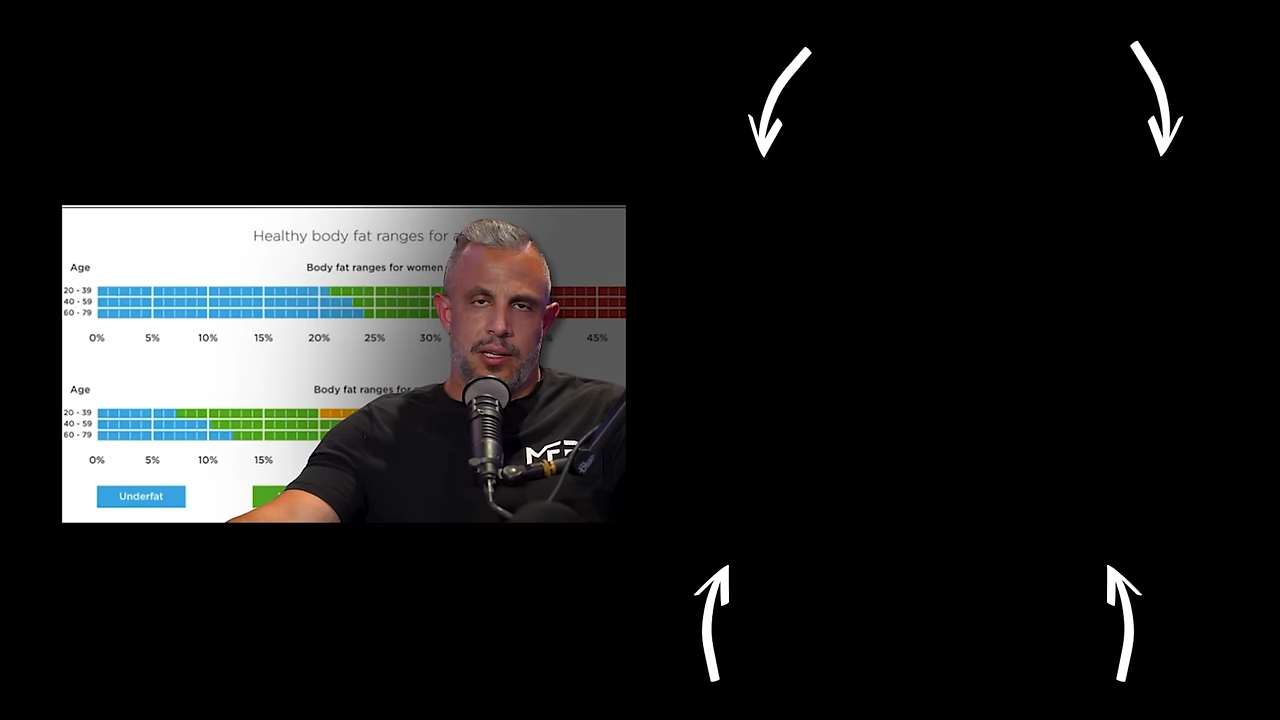 Healthy body fat ranges for
Age
Body fat ranges for women
20 - 39
40 - 59
60 - 79
0% 5% 10% 15% 20% 25% 30% 45%
Age
Body fat ranges for
20 - 39
40 - 59
60 - 79
0% 5% 10% 15%
Underfat